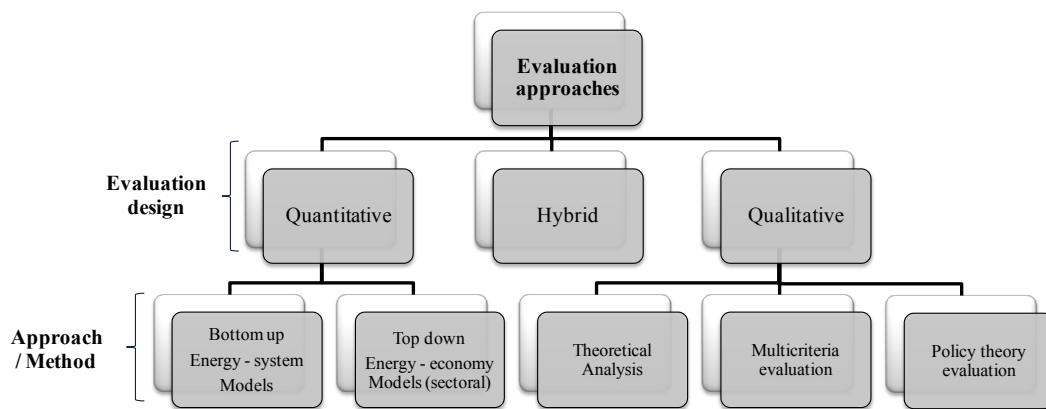 Evaluation
approaches
Evaluation
design
Quantitative
Hybrid
Qualitative
Approach
/ Method
Bottom up
Energy - system
Models
Top down
Energy - economy
Models (sectoral)
Theoretical
Analysis
Multicriteria
evaluation
Policy theory
evaluation